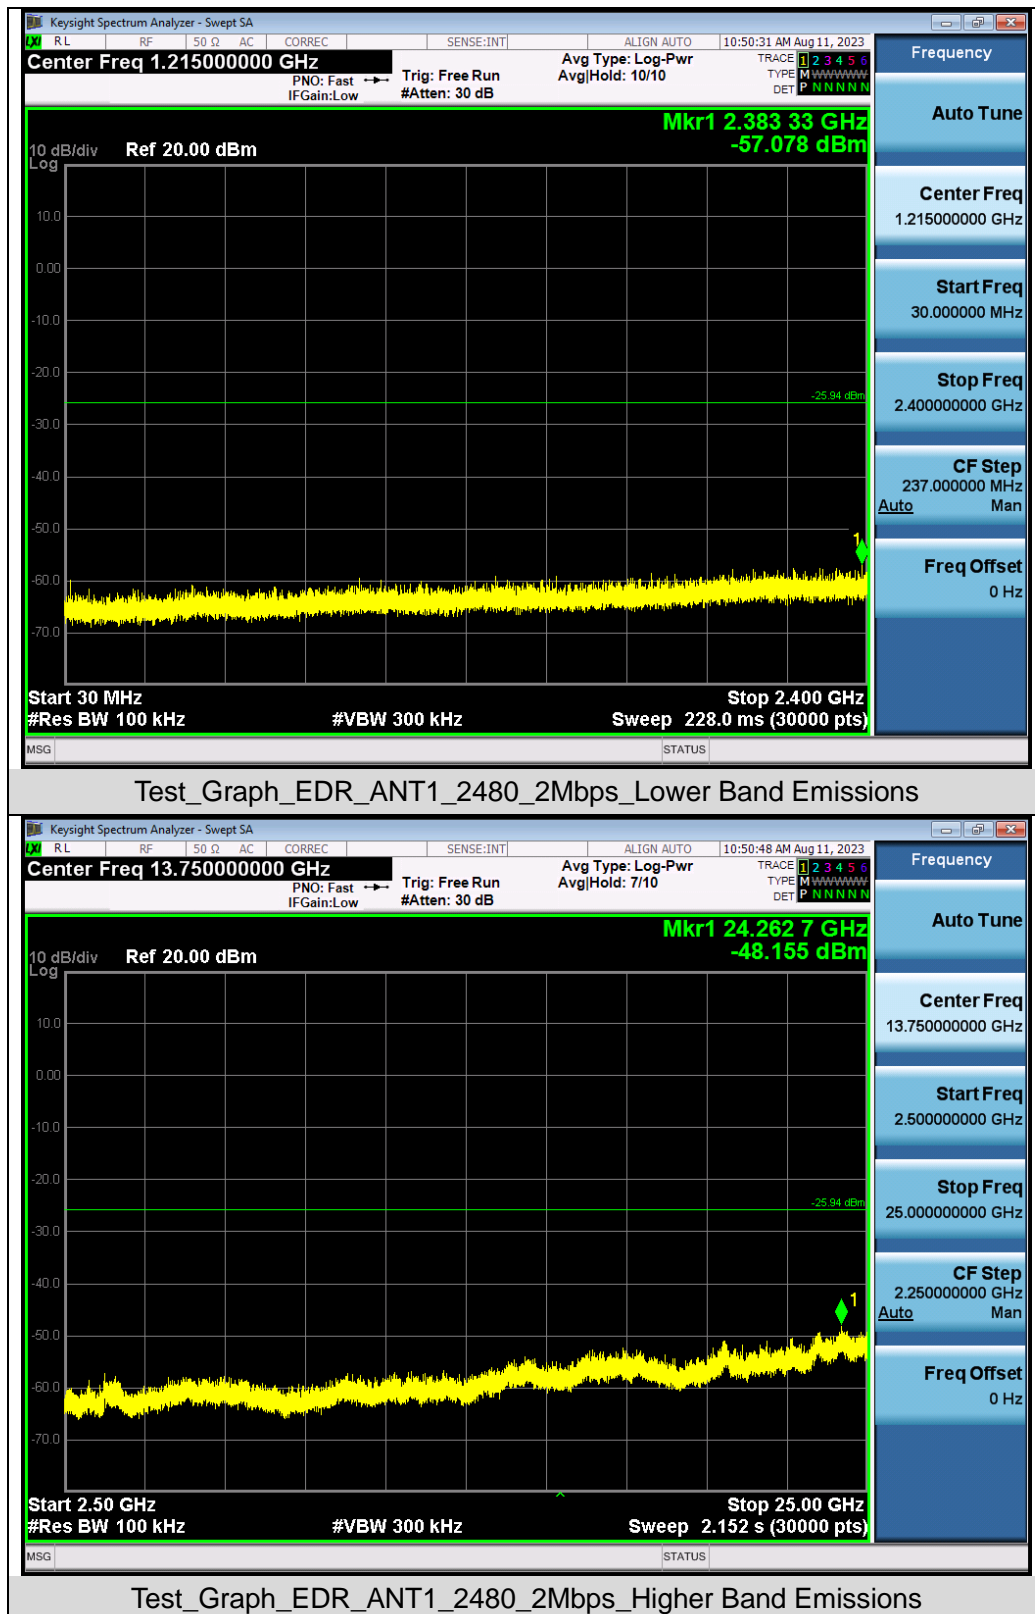 Keysight Spectrum Analyzer - Swept SA
LXI RL RF 50 Ω AC CORREC SENSE:INT ALIGN AUTO 10:50:31 AM Aug 11, 2023
Center Freq 1.215000000 GHz
PNO: Fast
IFGain:Low
Trig: Free Run
#Atten: 30 dB
Avg Type: Log-Pwr
Avg|Hold: 10/10
TRACE 1 2 3 4 5 6
TYPE M WWWWW
DET P N N N N N
Mkr1 2.383 33 GHz
-57.078 dBm
10 dB/div Ref 20.00 dBm
Log
10.0
0.00
-10.0
-20.0
-25.94 dBm
-30.0
-40.0
-50.0
1
-60.0
-70.0
Start 30 MHz Stop 2.400 GHz
#Res BW 100 kHz #VBW 300 kHz Sweep 228.0 ms (30000 pts)
MSG STATUS
Frequency
Auto Tune
Center Freq
1.215000000 GHz
Start Freq
30.000000 MHz
Stop Freq
2.400000000 GHz
CF Step
237.000000 MHz
Auto Man
Freq Offset
0 Hz
Test_Graph_EDR_ANT1_2480_2Mbps_Lower Band Emissions
Keysight Spectrum Analyzer - Swept SA
LXI RL RF 50 Ω AC CORREC SENSE:INT ALIGN AUTO 10:50:48 AM Aug 11, 2023
Center Freq 13.750000000 GHz
PNO: Fast
IFGain:Low
Trig: Free Run
#Atten: 30 dB
Avg Type: Log-Pwr
Avg|Hold: 7/10
TRACE 1 2 3 4 5 6
TYPE M WWWWW
DET P N N N N N
Mkr1 24.262 7 GHz
-48.155 dBm
10 dB/div Ref 20.00 dBm
Log
10.0
0.00
-10.0
-20.0
-25.94 dBm
-30.0
-40.0
1
-50.0
-60.0
-70.0
Start 2.50 GHz Stop 25.00 GHz
#Res BW 100 kHz #VBW 300 kHz Sweep 2.152 s (30000 pts)
MSG STATUS
Frequency
Auto Tune
Center Freq
13.750000000 GHz
Start Freq
2.500000000 GHz
Stop Freq
25.000000000 GHz
CF Step
2.250000000 GHz
Auto Man
Freq Offset
0 Hz
Test_Graph_EDR_ANT1_2480_2Mbps_Higher Band Emissions